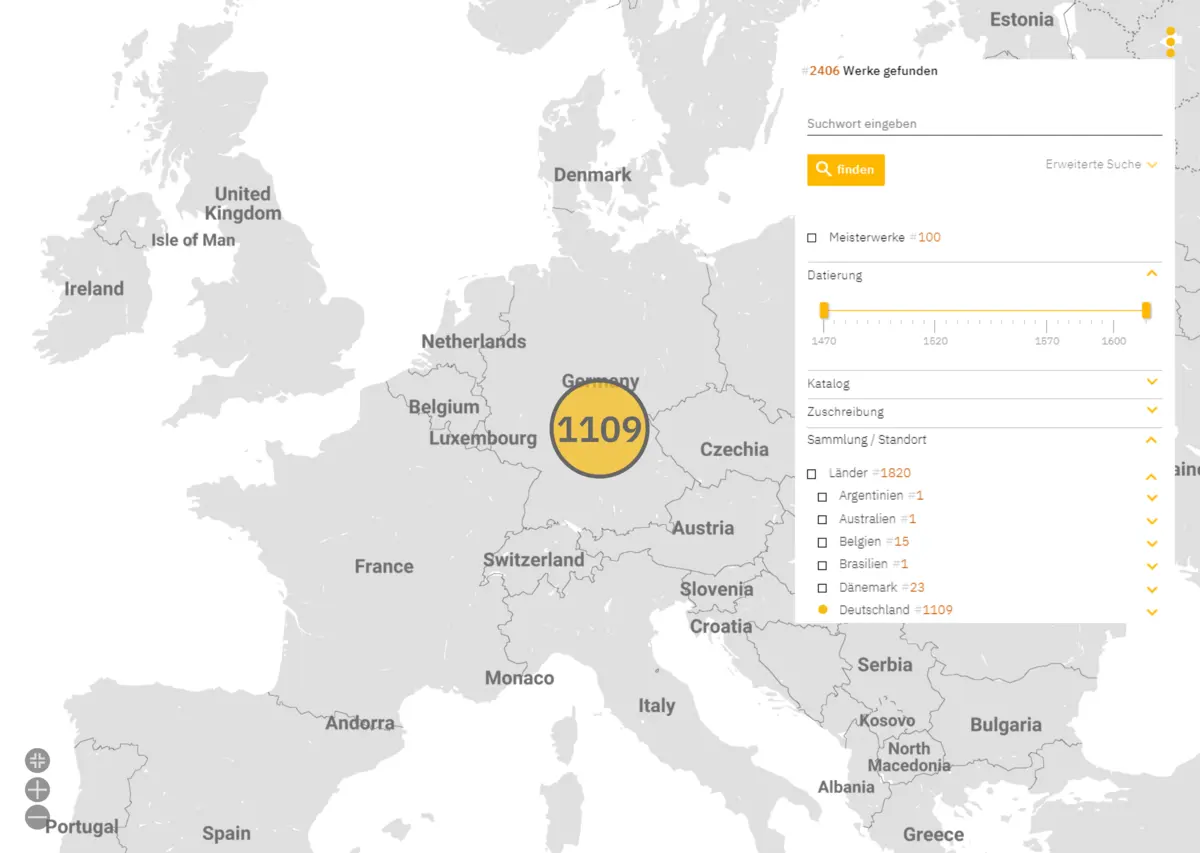 Estonia
#2406 Werke gefunden
Suchwort eingeben
finden
Erweiterte Suche
Meisterwerke #100
Datierung
1470
1620
1570
1600
Katalog
Zuschreibung
Sammlung / Standort
Länder #1820
Argentinien #1
Australien #1
Belgien #15
Brasilien #1
Dänemark #23
Deutschland #1109
Denmark
United
Kingdom
Isle of Man
Ireland
Netherlands
Germany
Belgium
1109
Luxembourg
Czechia
Austria
France
Switzerland
Slovenia
Croatia
Serbia
Monaco
Italy
Andorra
Kosovo
Bulgaria
North
Macedonia
Albania
Portugal
Spain
Greece